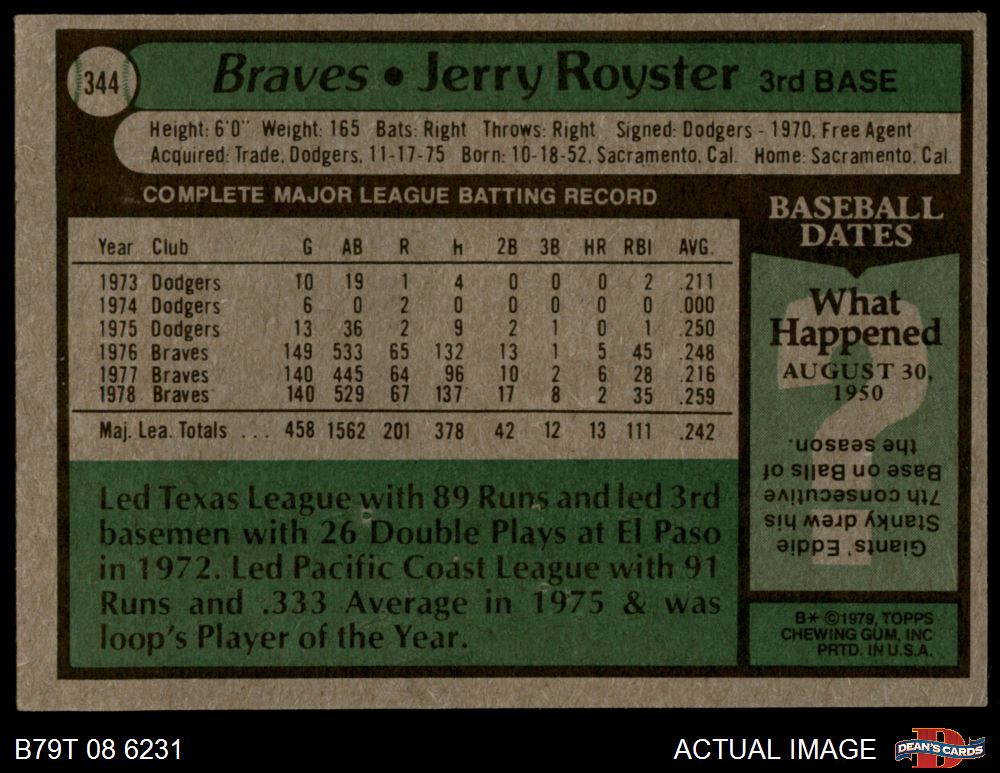 344
Braves • Jerry Royster 3rd BASE
Height: 6'0" Weight: 165 Bats: Right Throws: Right Signed: Dodgers - 1970, Free Agent
Acquired: Trade, Dodgers, 11-17-75 Born: 10-18-52, Sacramento, Cal. Home: Sacramento, Cal.
COMPLETE MAJOR LEAGUE BATTING RECORD
Year Club G AB R h 2B 3B HR RBI AVG.
1973 Dodgers 10 19 1 4 0 0 0 2 .211
1974 Dodgers 6 0 2 0 0 0 0 0 .000
1975 Dodgers 13 36 2 9 2 1 0 1 .250
1976 Braves 149 533 65 132 13 1 5 45 .248
1977 Braves 140 445 64 96 10 2 6 28 .216
1978 Braves 140 529 67 137 17 8 2 35 .259
Maj. Lea. Totals ... 458 1562 201 378 42 12 13 111 .242
Led Texas League with 89 Runs and led 3rd
basemen with 26 Double Plays at El Paso
in 1972. Led Pacific Coast League with 91
Runs and .333 Average in 1975 & was
loop's Player of the Year.
BASEBALL
DATES
What
Happened
AUGUST 30,
1950
Giants' Eddie
Stanky drew his
7th consecutive
Base on Balls of
the season.
B* ©1979, TOPPS
CHEWING GUM, INC
PRTD. IN U.S.A.
B79T 08 6231
ACTUAL IMAGE
D
DEAN'S CARDS